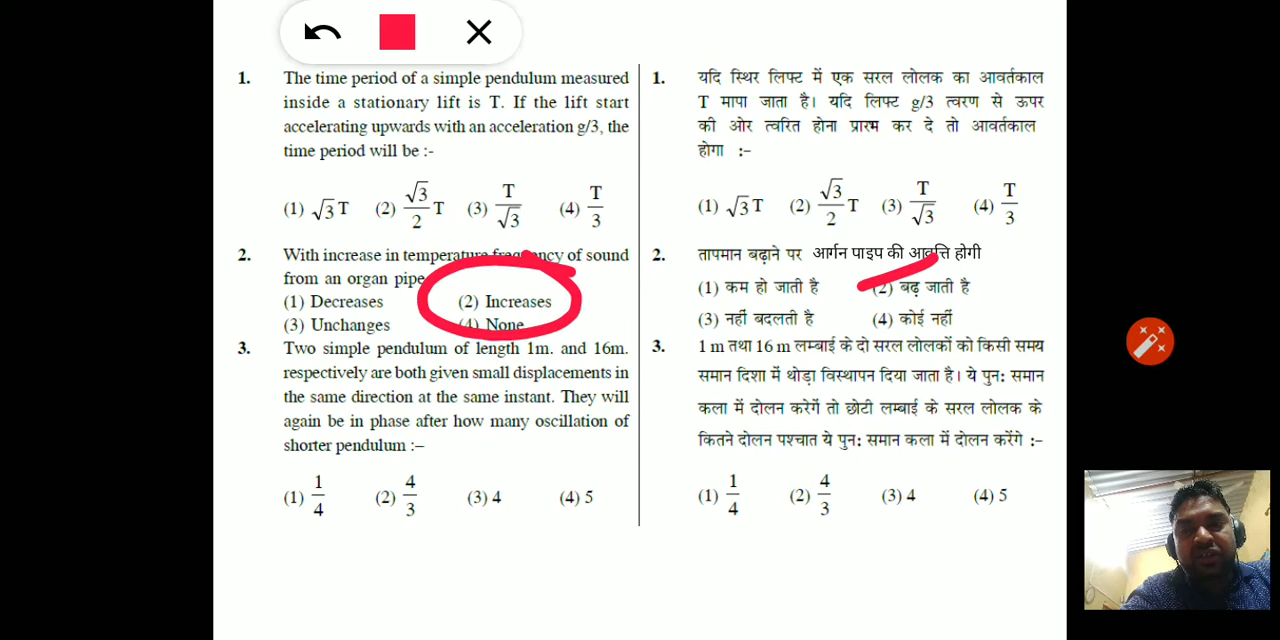 1. The time period of a simple pendulum measured
inside a stationary lift is T. If the lift start
accelerating upwards with an acceleration g/3, the
time period will be :-
(1) √3 T (2) √3/2 T (3) T/√3 (4) T/3
2. With increase in temperature frequency of sound
from an organ pipe
(1) Decreases (2) Increases
(3) Unchanges (4) None
3. Two simple pendulum of length 1m. and 16m.
respectively are both given small displacements in
the same direction at the same instant. They will
again be in phase after how many oscillation of
shorter pendulum :–
(1) 1/4 (2) 4/3 (3) 4 (4) 5
1. यदि स्थिर लिफ्ट में एक सरल लोलक का आवर्तकाल
T मापा जाता है। यदि लिफ्ट g/3 त्वरण से ऊपर
की ओर त्वरित होना प्रारम्भ कर दे तो आवर्तकाल
होगा :-
(1) √3 T (2) √3/2 T (3) T/√3 (4) T/3
2. तापमान बढ़ाने पर आर्गन पाइप की आवृत्ति होगी
(1) कम हो जाती है (2) बढ़ जाती है
(3) नहीं बदलती है (4) कोई नहीं
3. 1 m तथा 16 m लम्बाई के दो सरल लोलकों को किसी समय
समान दिशा में थोड़ा विस्थापन दिया जाता है। ये पुन: समान
कला में दोलन करेगें तो छोटी लम्बाई के सरल लोलक के
कितने दोलन पश्चात ये पुन: समान कला में दोलन करेंगे :-
(1) 1/4 (2) 4/3 (3) 4 (4) 5